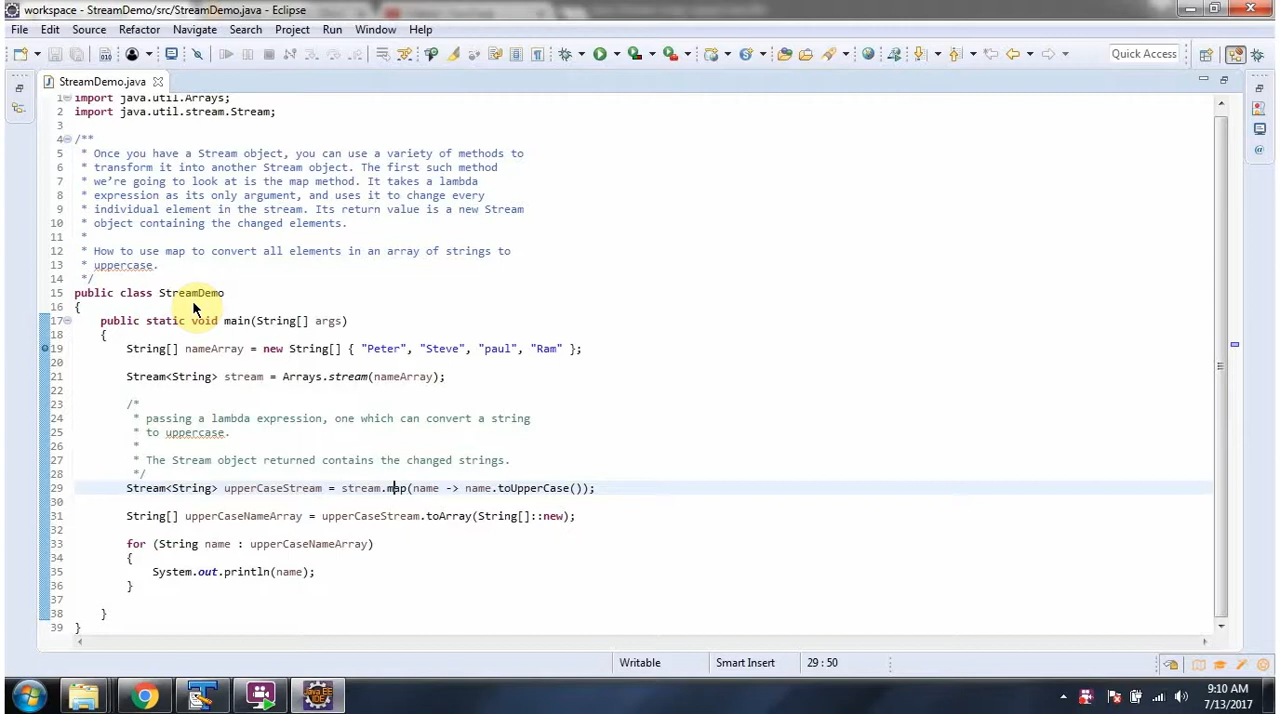 workspace - StreamDemo/src/StreamDemo.java - Eclipse
File Edit Source Refactor Navigate Search Project Run Window Help
Quick Access
StreamDemo.java
1 import java.util.Arrays;
2 import java.util.stream.Stream;
3
4 /**
5 * Once you have a Stream object, you can use a variety of methods to
6 * transform it into another Stream object. The first such method
7 * we're going to look at is the map method. It takes a lambda
8 * expression as its only argument, and uses it to change every
9 * individual element in the stream. Its return value is a new Stream
10 * object containing the changed elements.
11 *
12 * How to use map to convert all elements in an array of strings to
13 * uppercase.
14 */
15 public class StreamDemo
16 {
17 public static void main(String[] args)
18 {
19 String[] nameArray = new String[] { "Peter", "Steve", "paul", "Ram" };
20
21 Stream<String> stream = Arrays.stream(nameArray);
22
23 /*
24 * passing a lambda expression, one which can convert a string
25 * to uppercase.
26 *
27 * The Stream object returned contains the changed strings.
28 */
29 Stream<String> upperCaseStream = stream.map(name -> name.toUpperCase());
30
31 String[] upperCaseNameArray = upperCaseStream.toArray(String[]::new);
32
33 for (String name : upperCaseNameArray)
34 {
35 System.out.println(name);
36 }
37
38 }
39 }
Writable Smart Insert 29 : 50
Java EE
IDE
9:10 AM
7/13/2017